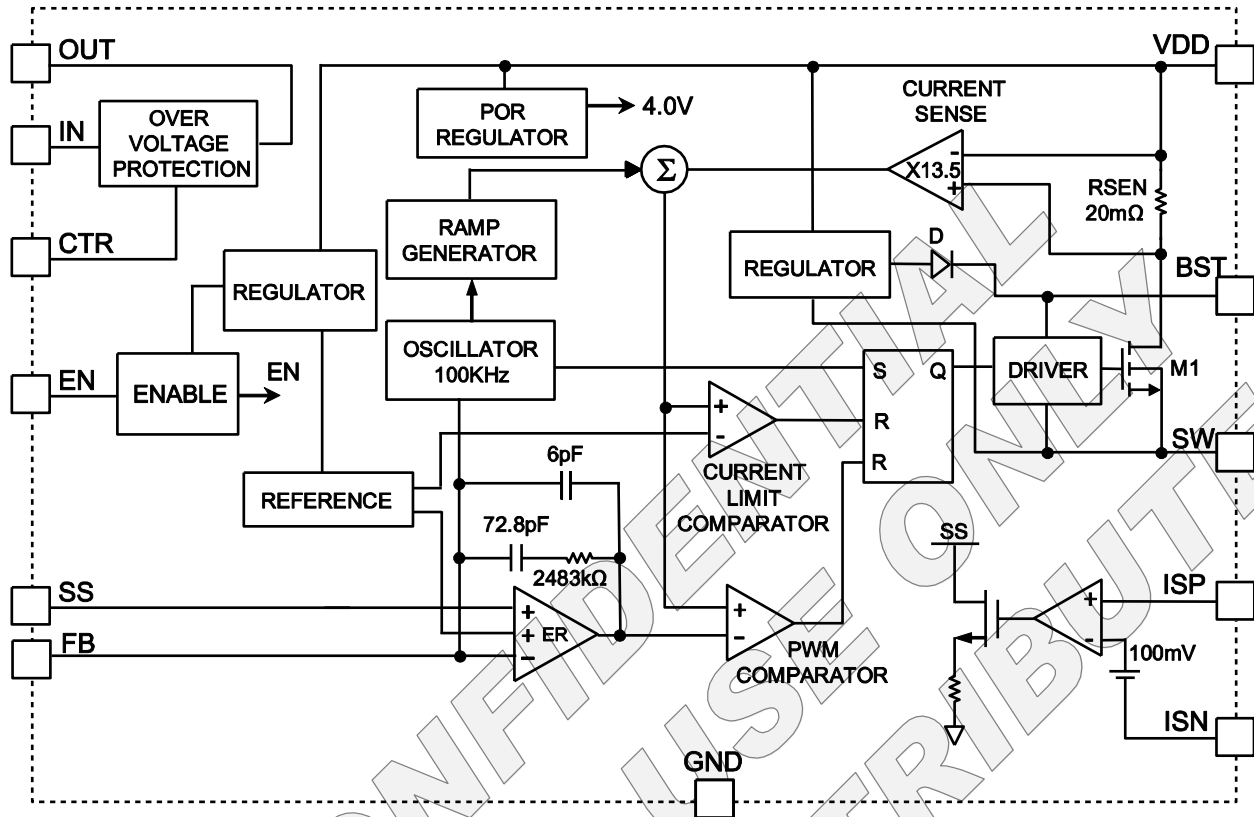 OUT
VDD
OVER
VOLTAGE
PROTECTION
IN
CTR
POR
REGULATOR
4.0V
CURRENT
SENSE
X13.5
-
+
Σ
RSEN
20mΩ
RAMP
GENERATOR
REGULATOR
REGULATOR
D
BST
OSCILLATOR
100KHz
EN
ENABLE
EN
S
Q
R
R
DRIVER
M1
SW
+
-
CURRENT
LIMIT
COMPARATOR
REFERENCE
6pF
72.8pF
2483kΩ
SS
FB
+
+
−
ER
+
−
PWM
COMPARATOR
SS
+
-
100mV
ISP
ISN
GND
CONFIDENTIAL
USE ONLY